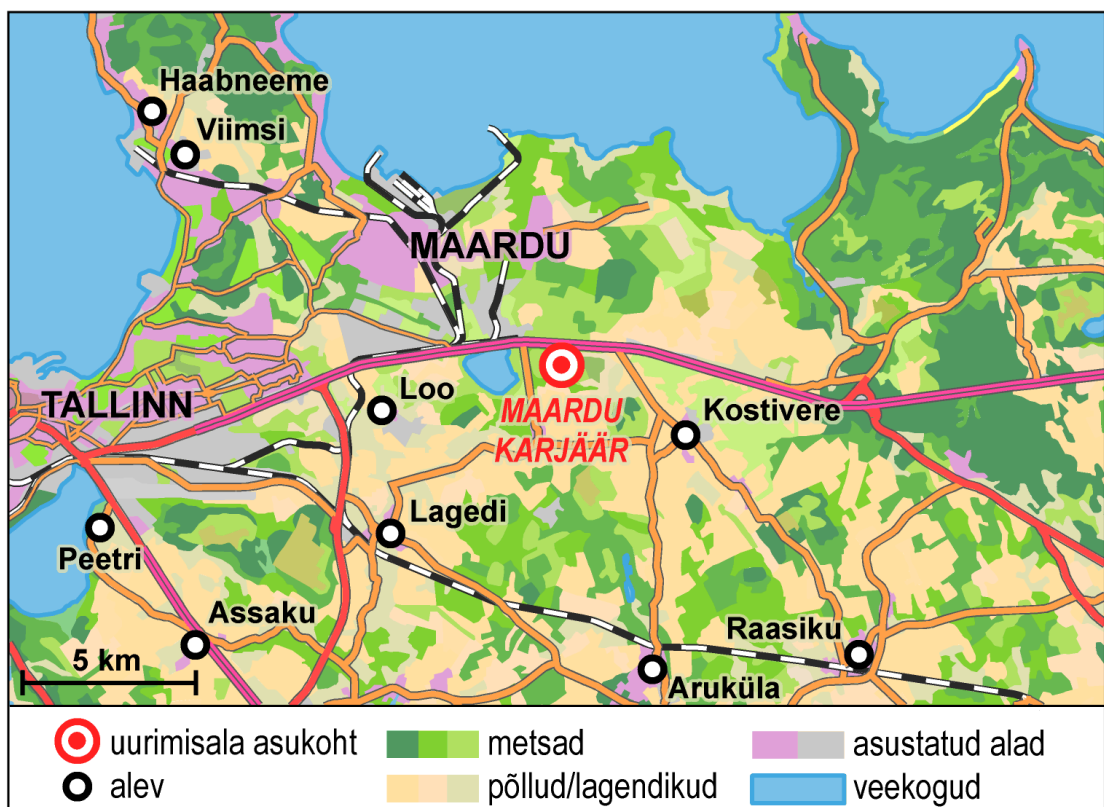 Haabneeme
Viimsi
MAARDU
TALLINN
Loo
MAARDU
KARJÄÄR
Kostivere
Lagedi
Peetri
Assaku
Raasiku
Aruküla
5 km
uurimisala asukoht
metsad
asustatud alad
alev
põllud/lagendikud
veekogud